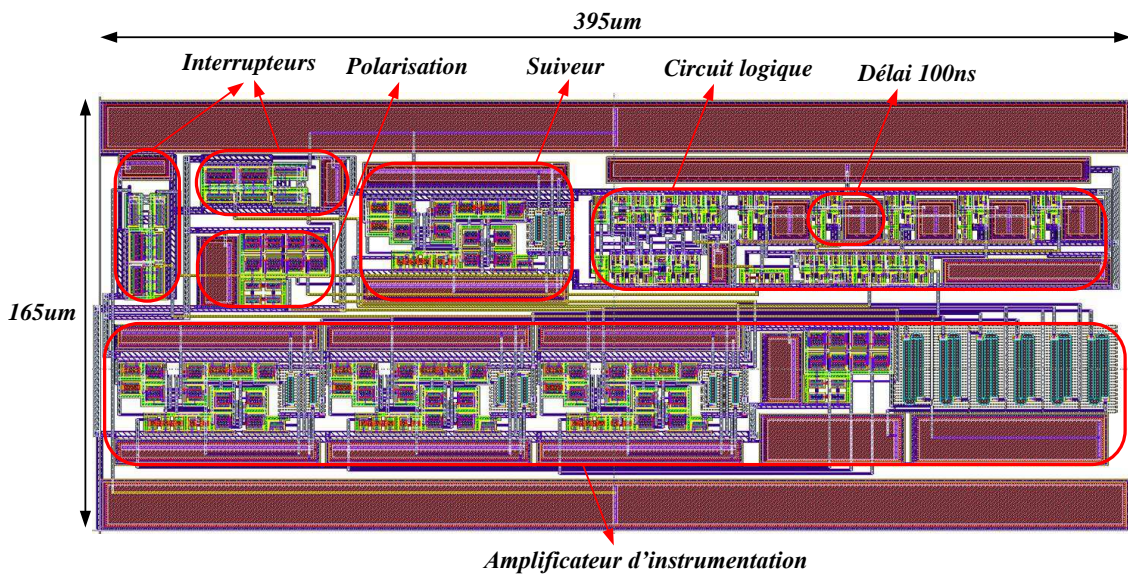 395um
Interrupteurs
Polarisation
Suiveur
Circuit logique
Délai 100ns
165um
Amplificateur d'instrumentation